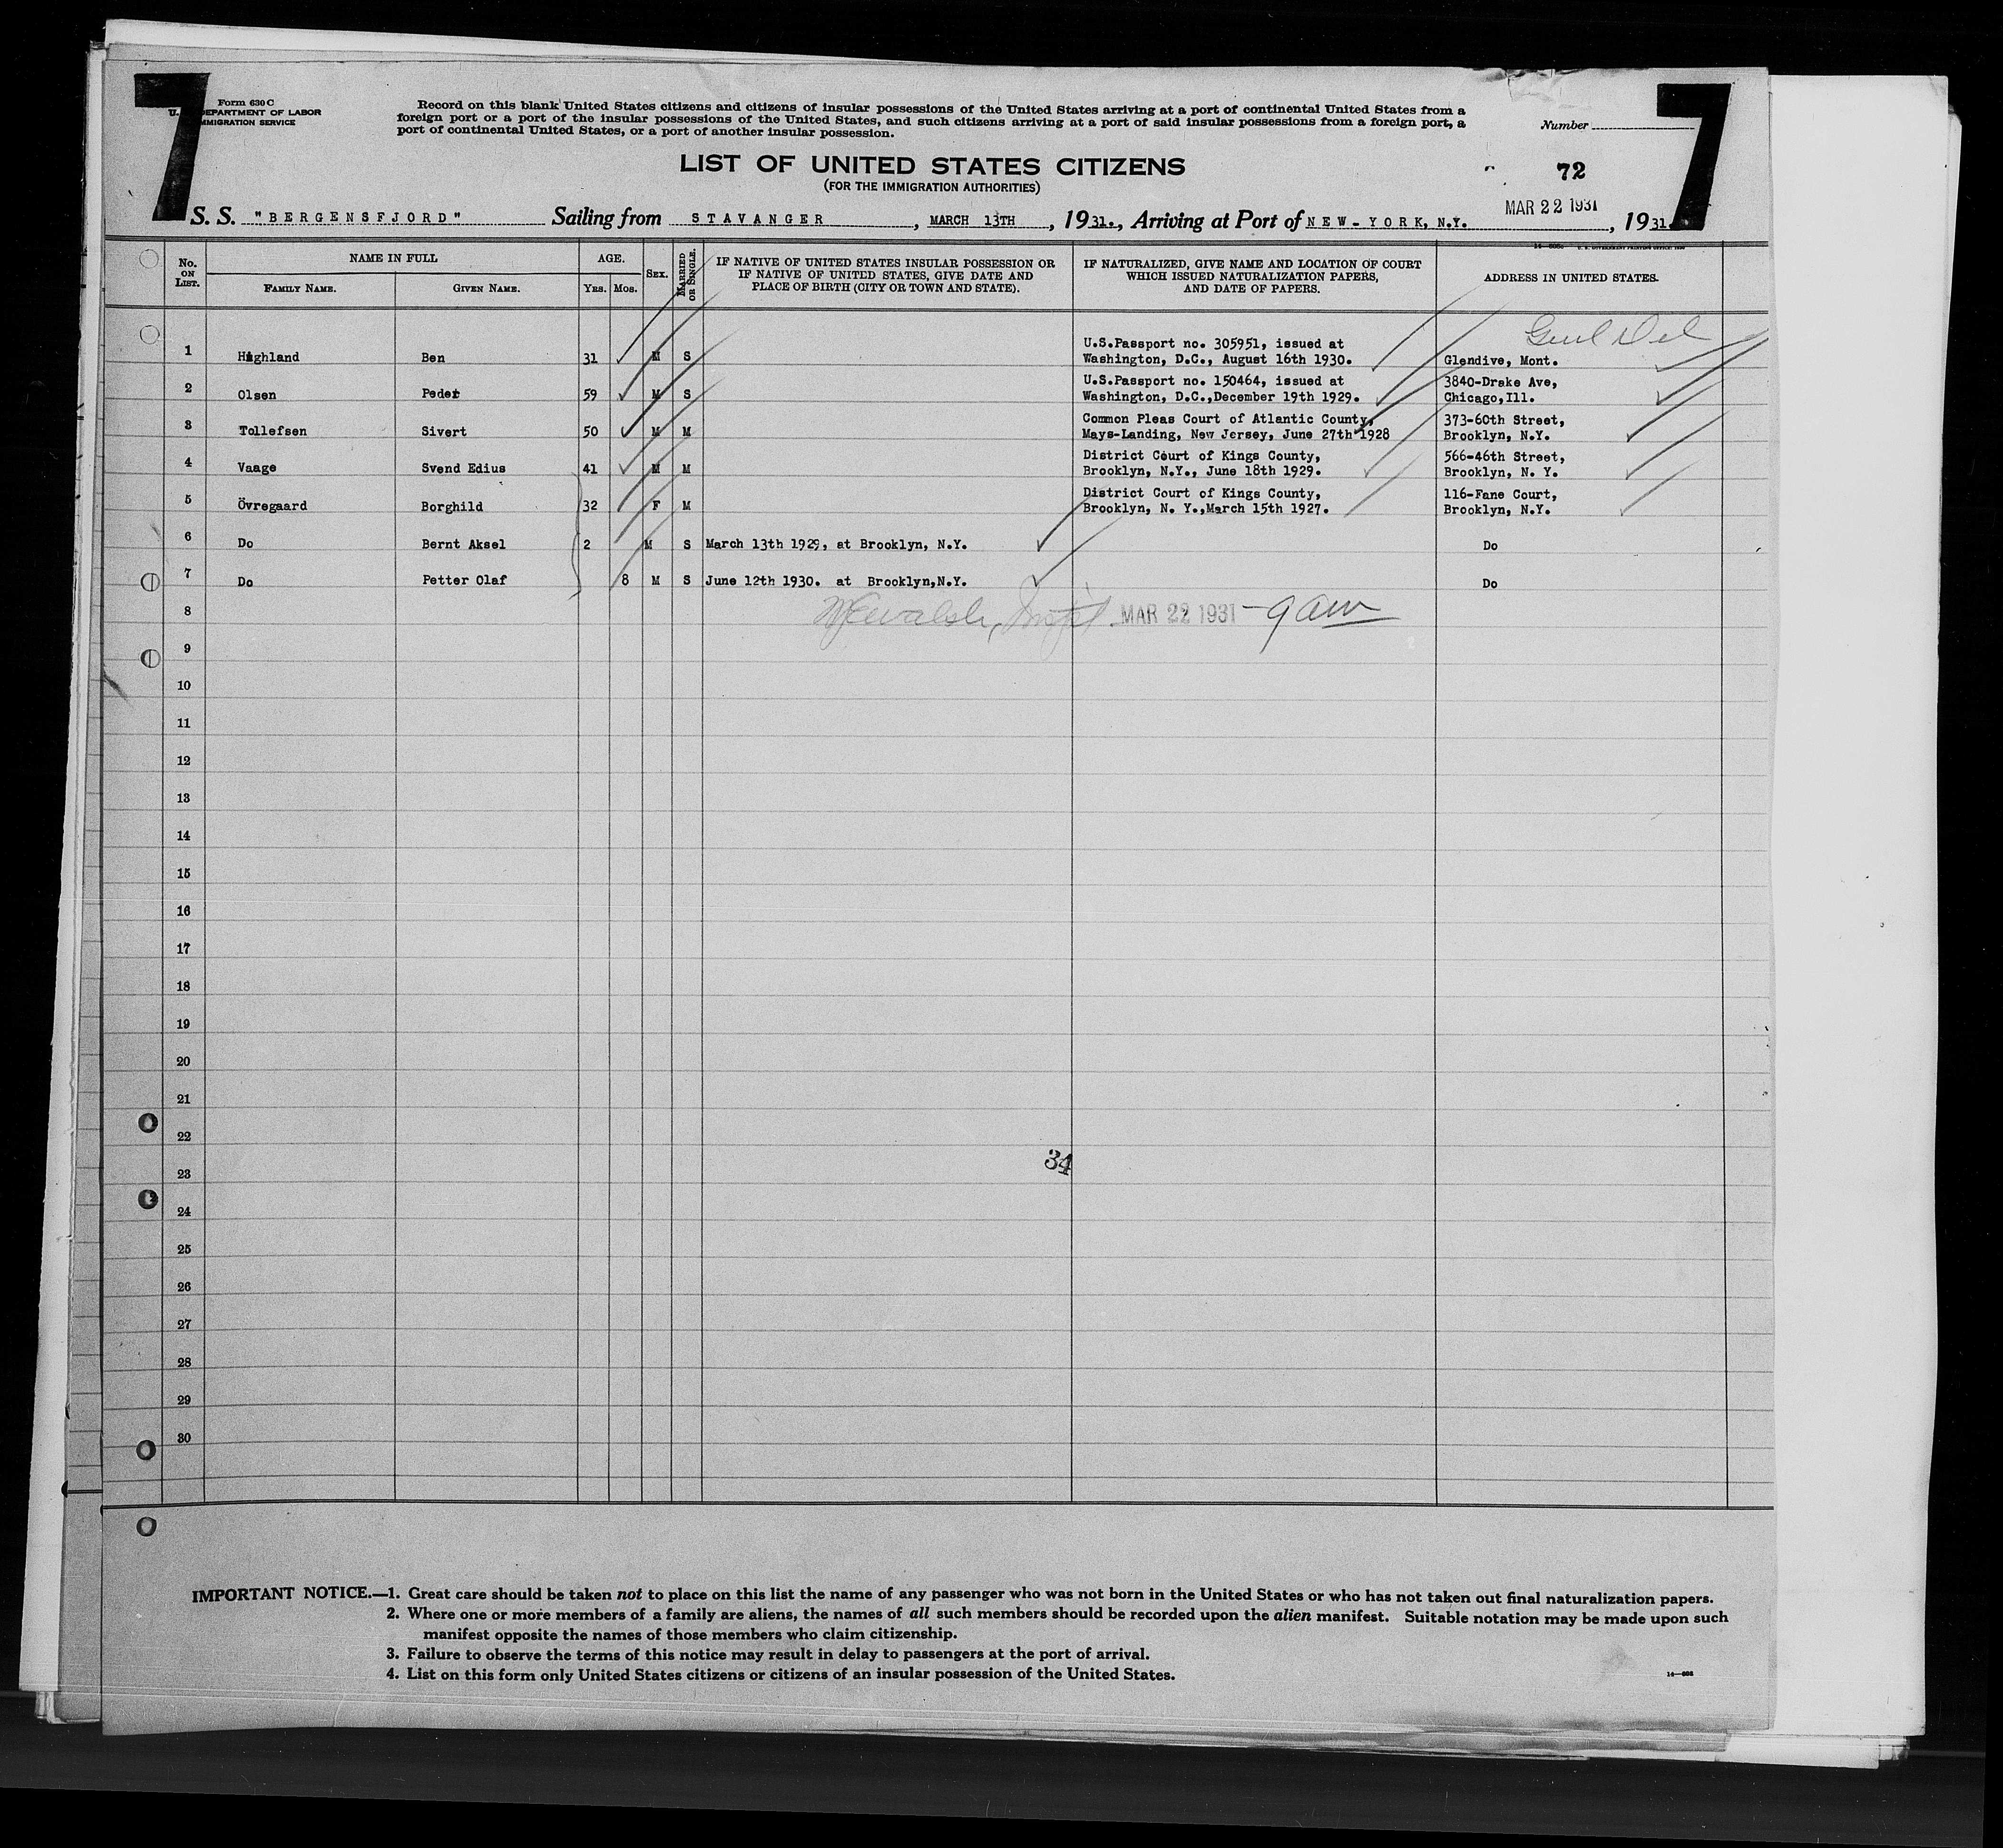 7 7
Form 630 C
U. DEPARTMENT OF LABOR
IMMIGRATION SERVICE
Record on this blank United States citizens and citizens of insular possessions of the United States arriving at a port of continental United States from a
foreign port or a port of the insular possessions of the United States, and such citizens arriving at a port of said insular possessions from a foreign port, a
port of continental United States, or a port of another insular possession.
Number
LIST OF UNITED STATES CITIZENS
(FOR THE IMMIGRATION AUTHORITIES)
72
MAR 22 1931
S. S. "BERGENSFJORD" Sailing from STAVANGER, MARCH 13TH, 1931., Arriving at Port of NEW-YORK, N.Y., 1931.
No. ON LIST. NAME IN FULL AGE. SEX. MARRIED OR SINGLE. IF NATIVE OF UNITED STATES INSULAR POSSESSION OR IF NATIVE OF UNITED STATES, GIVE DATE AND PLACE OF BIRTH (CITY OR TOWN AND STATE). IF NATURALIZED, GIVE NAME AND LOCATION OF COURT WHICH ISSUED NATURALIZATION PAPERS, AND DATE OF PAPERS. ADDRESS IN UNITED STATES.
FAMILY NAME. GIVEN NAME. YRS. MOS.
Genl Del
U.S.Passport no. 305951, issued at
1 Highland Ben 31 M S Washington, D.C., August 16th 1930. Glendive, Mont.
U.S.Passport no. 150464, issued at 3840-Drake Ave,
2 Olsen Peder 59 M S Washington, D.C.,December 19th 1929. Chicago,Ill.
Common Pleas Court of Atlantic County, 373-60th Street,
3 Tollefsen Sivert 50 M M Mays-Landing, New Jersey, June 27th 1928 Brooklyn, N.Y.
District Court of Kings County, 566-46th Street,
4 Vaage Svend Edius 41 M M Brooklyn, N.Y., June 18th 1929. Brooklyn, N. Y.
District Court of Kings County, 116-Fane Court,
5 Övregaard Borghild 32 F M Brooklyn, N. Y.,March 15th 1927. Brooklyn, N.Y.
6 Do Bernt Aksel 2 M S March 13th 1929, at Brooklyn, N.Y. Do
7 Do Petter Olaf 8 M S June 12th 1930. at Brooklyn,N.Y. Do
8 MAR 22 1931 - 9 am
9
10
11
12
13
14
15
16
17
18
19
20
21
22
34
23
24
25
26
27
28
29
30
IMPORTANT NOTICE.—1. Great care should be taken not to place on this list the name of any passenger who was not born in the United States or who has not taken out final naturalization papers.
2. Where one or more members of a family are aliens, the names of all such members should be recorded upon the alien manifest. Suitable notation may be made upon such
manifest opposite the names of those members who claim citizenship.
3. Failure to observe the terms of this notice may result in delay to passengers at the port of arrival.
4. List on this form only United States citizens or citizens of an insular possession of the United States.